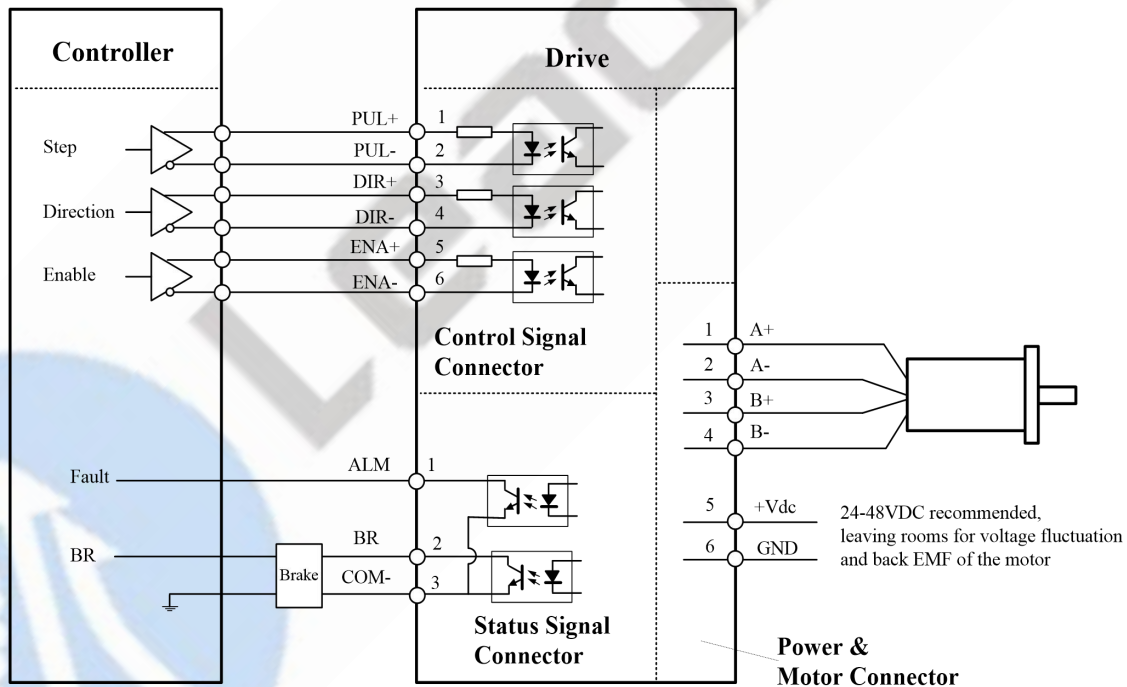 Controller
Drive
Step
PUL+
1
PUL-
2
Direction
DIR+
3
DIR-
4
Enable
ENA+
5
ENA-
6
Control Signal
Connector
1
A+
2
A-
3
B+
4
B-
Fault
ALM
1
BR
BR
2
Brake
COM-
3
Status Signal
Connector
5
+Vdc
6
GND
24-48VDC recommended,
leaving rooms for voltage fluctuation
and back EMF of the motor
Power &
Motor Connector